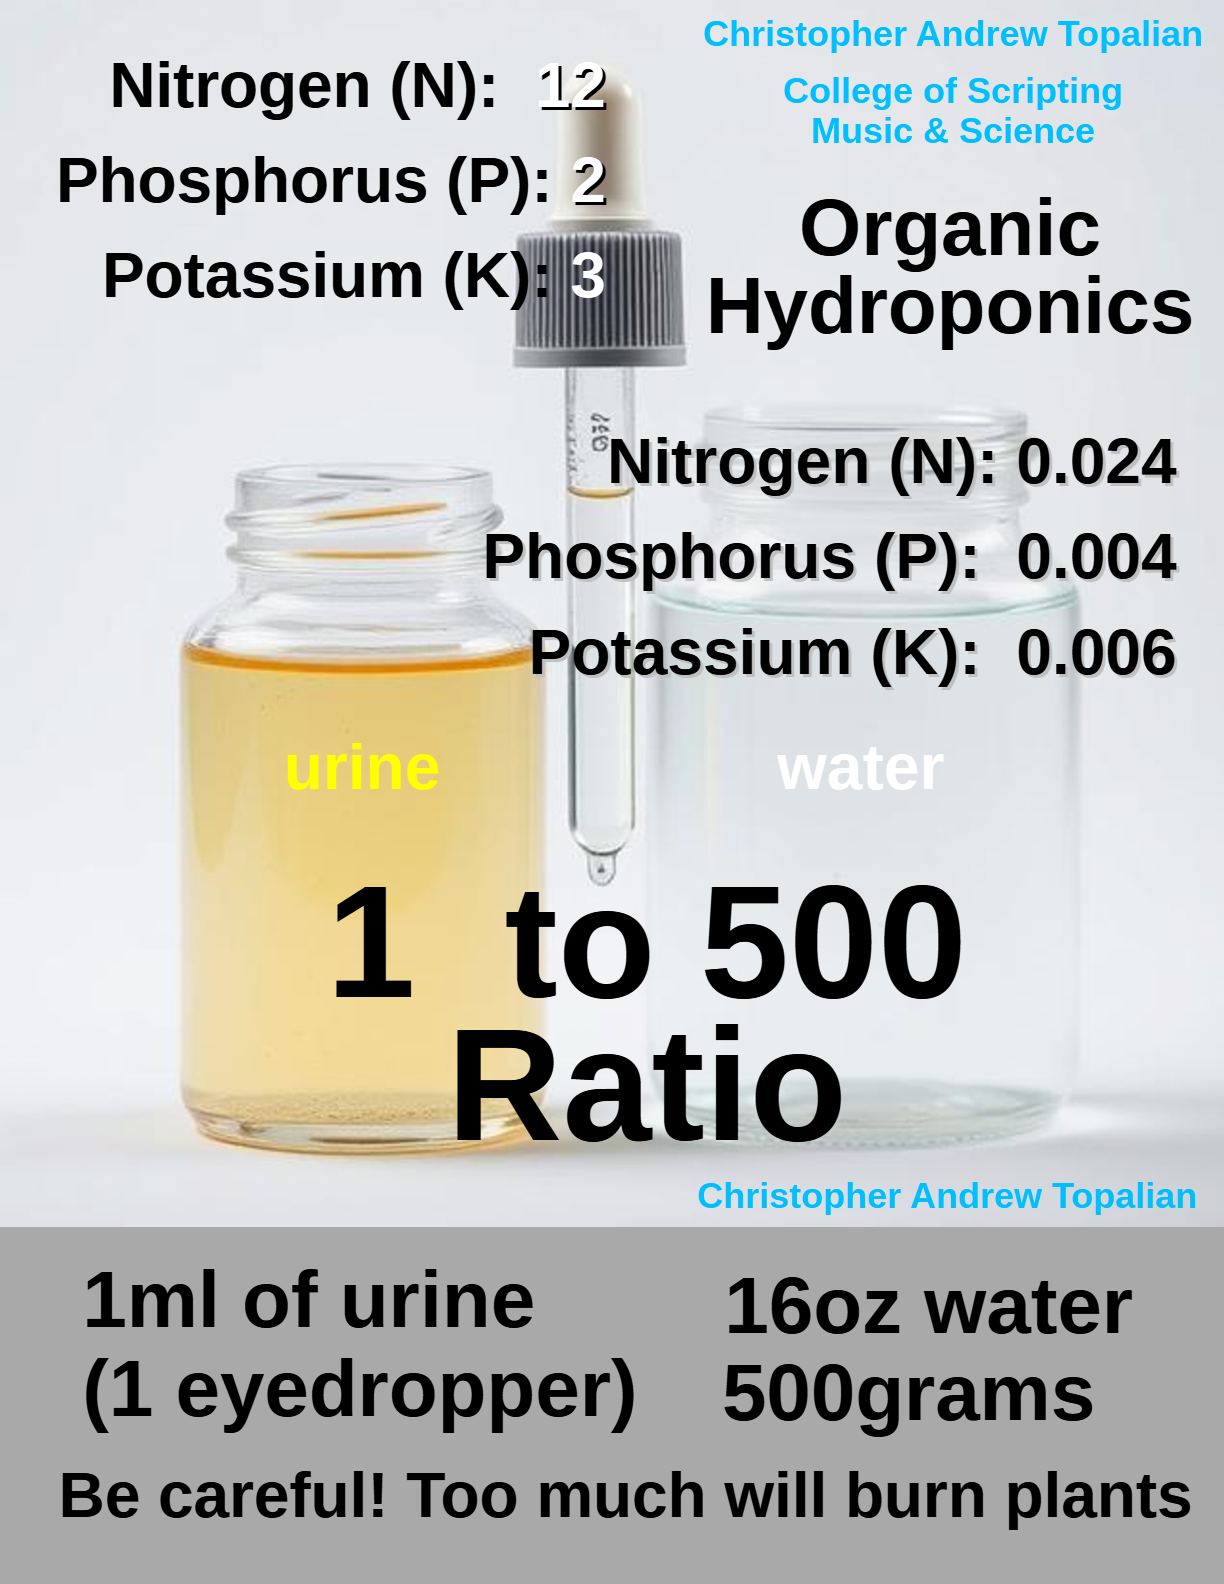 Christopher Andrew Topalian
College of Scripting
Music & Science
Nitrogen (N): 12
Phosphorus (P): 2
Potassium (K): 3
Organic
Hydroponics
Nitrogen (N): 0.024
Phosphorus (P): 0.004
Potassium (K): 0.006
urine
water
1 to 500
Ratio
Christopher Andrew Topalian
1ml of urine
(1 eyedropper)
16oz water
500grams
Be careful! Too much will burn plants